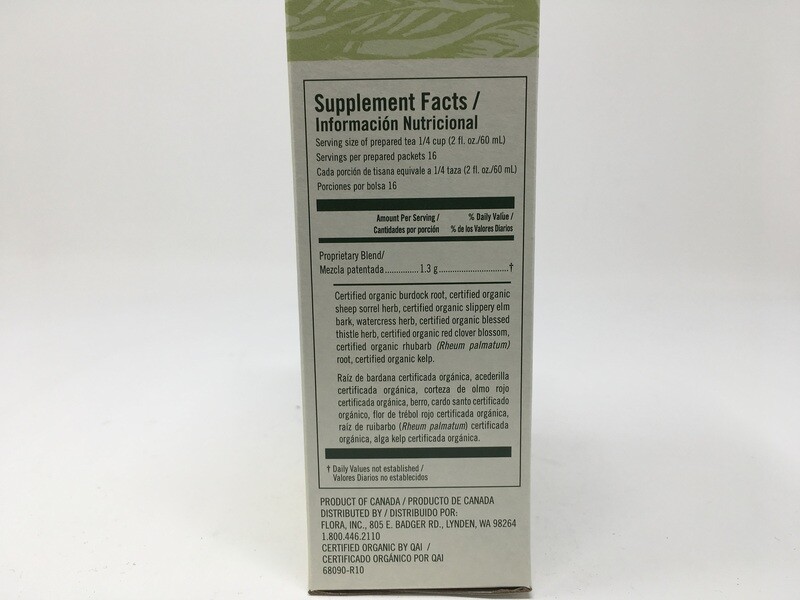 Supplement Facts /
Información Nutricional
Serving size of prepared tea 1/4 cup (2 fl. oz./60 mL)
Servings per prepared packets 16
Cada porción de tisana equivale a 1/4 taza (2 fl. oz./60 mL)
Porciones por bolsa 16
Amount Per Serving / % Daily Value /
Cantidades por porción % de los Valores Diarios
Proprietary Blend/
Mezcla patentada...............1.3 g..............................†
Certified organic burdock root, certified organic
sheep sorrel herb, certified organic slippery elm
bark, watercress herb, certified organic blessed
thistle herb, certified organic red clover blossom,
certified organic rhubarb (Rheum palmatum)
root, certified organic kelp.
Raíz de bardana certificada orgánica, acederilla
certificada orgánica, corteza de olmo rojo
certificada orgánica, berro, cardo santo certificado
orgánico, flor de trébol rojo certificada orgánica,
raíz de ruibarbo (Rheum palmatum) certificada
orgánica, alga kelp certificada orgánica.
† Daily Values not established /
Valores Diarios no establecidos
PRODUCT OF CANADA / PRODUCTO DE CANADA
DISTRIBUTED BY / DISTRIBUIDO POR:
FLORA, INC., 805 E. BADGER RD., LYNDEN, WA 98264
1.800.446.2110
CERTIFIED ORGANIC BY QAI /
CERTIFICADO ORGÁNICO POR QAI
68090-R10